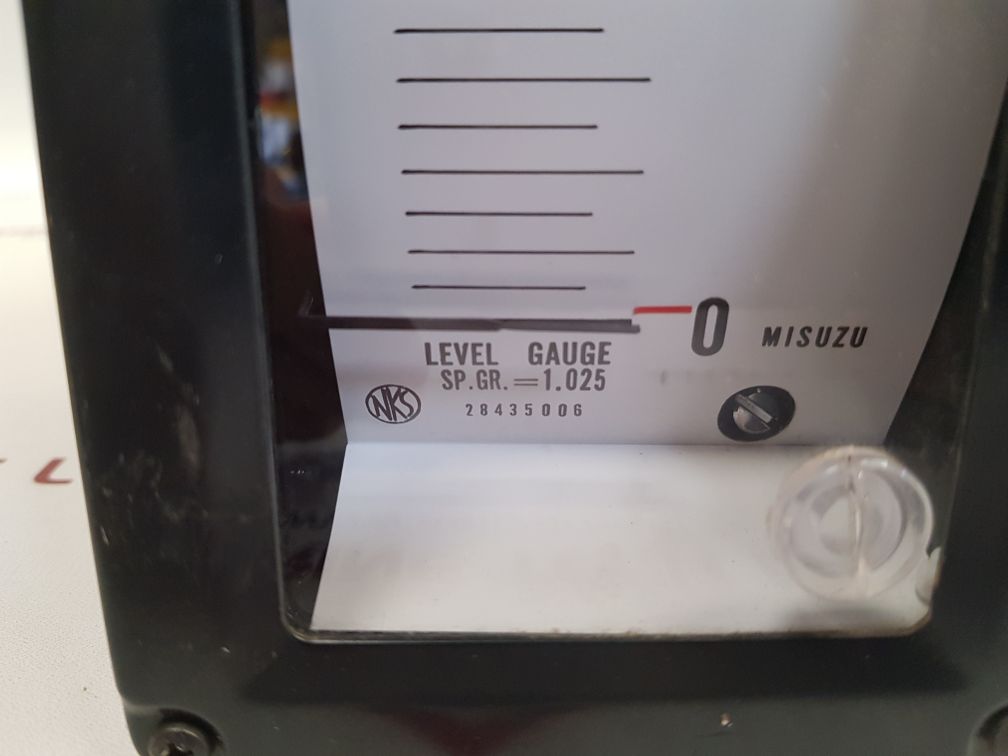 0 MISUZU
LEVEL GAUGE
SP.GR.=1.025
NKS
28435006